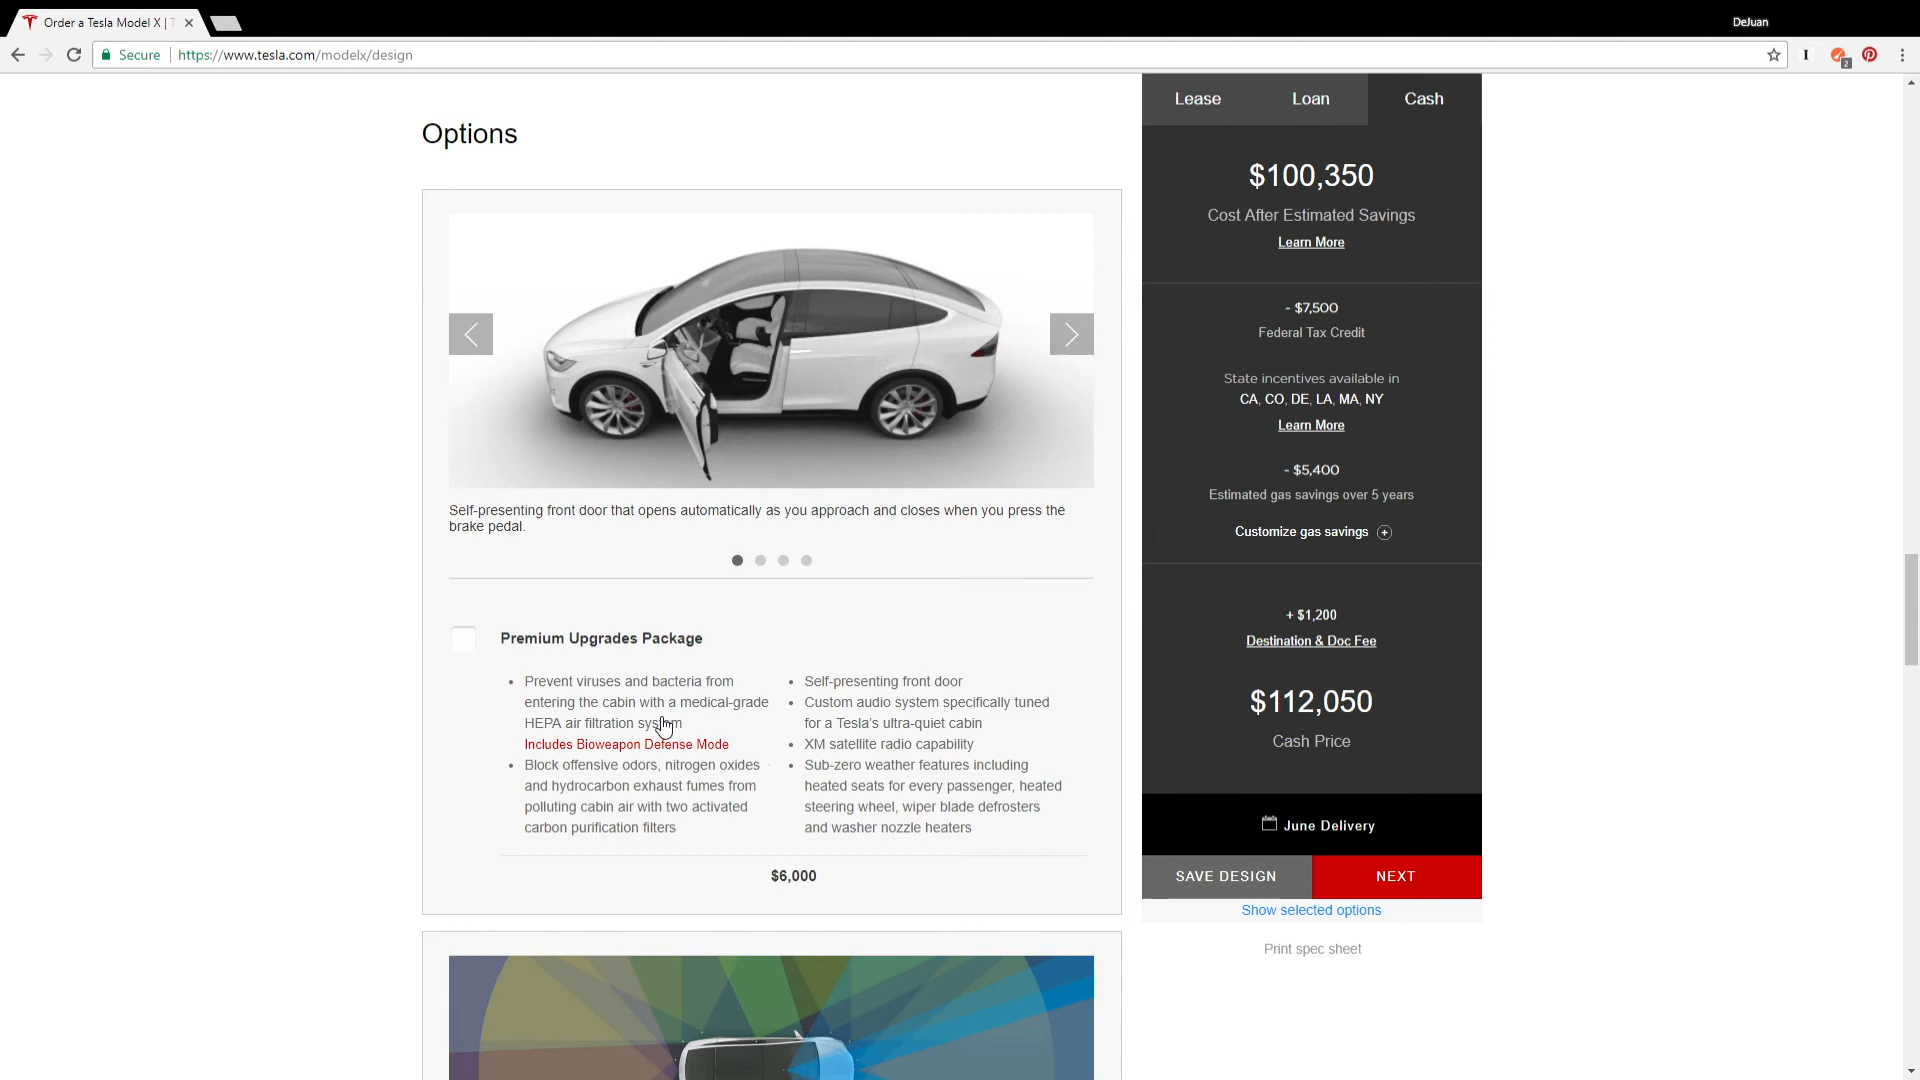 Order a Tesla Model X | T
DeJuan
Secure
https://www.tesla.com/modelx/design
2
Options
Self-presenting front door that opens automatically as you approach and closes when you press the
brake pedal.
Premium Upgrades Package
Prevent viruses and bacteria from
entering the cabin with a medical-grade
HEPA air filtration system
Includes Bioweapon Defense Mode
Block offensive odors, nitrogen oxides
and hydrocarbon exhaust fumes from
polluting cabin air with two activated
carbon purification filters
Self-presenting front door
Custom audio system specifically tuned
for a Tesla's ultra-quiet cabin
XM satellite radio capability
Sub-zero weather features including
heated seats for every passenger, heated
steering wheel, wiper blade defrosters
and washer nozzle heaters
$6,000
Lease
Loan
Cash
$100,350
Cost After Estimated Savings
Learn More
- $7,500
Federal Tax Credit
State incentives available in
CA, CO, DE, LA, MA, NY
Learn More
- $5,400
Estimated gas savings over 5 years
Customize gas savings
+ $1,200
Destination & Doc Fee
$112,050
Cash Price
June Delivery
SAVE DESIGN
NEXT
Show selected options
Print spec sheet